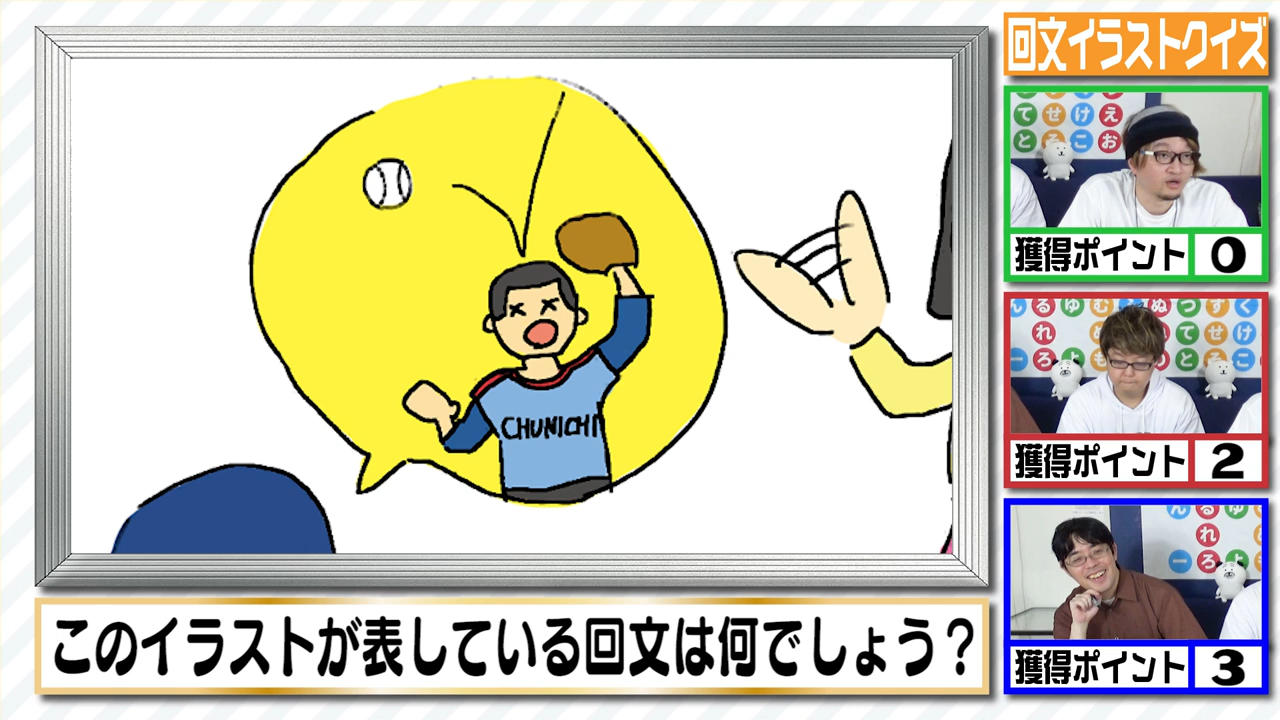 回文イラストクイズ
CHUNICHI
獲得ポイント 0
獲得ポイント 2
獲得ポイント 3
このイラストが表している回文は何でしょう？